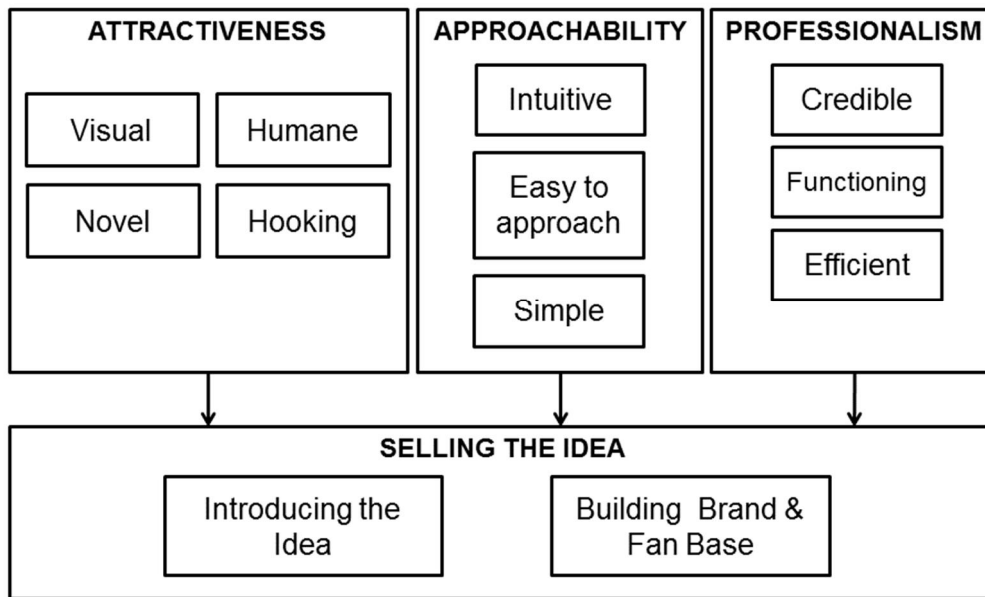 ATTRACTIVENESS
Visual
Humane
Novel
Hooking
APPROACHABILITY
Intuitive
Easy to
approach
Simple
PROFESSIONALISM
Credible
Functioning
Efficient
SELLING THE IDEA
Introducing the
Idea
Building Brand &
Fan Base